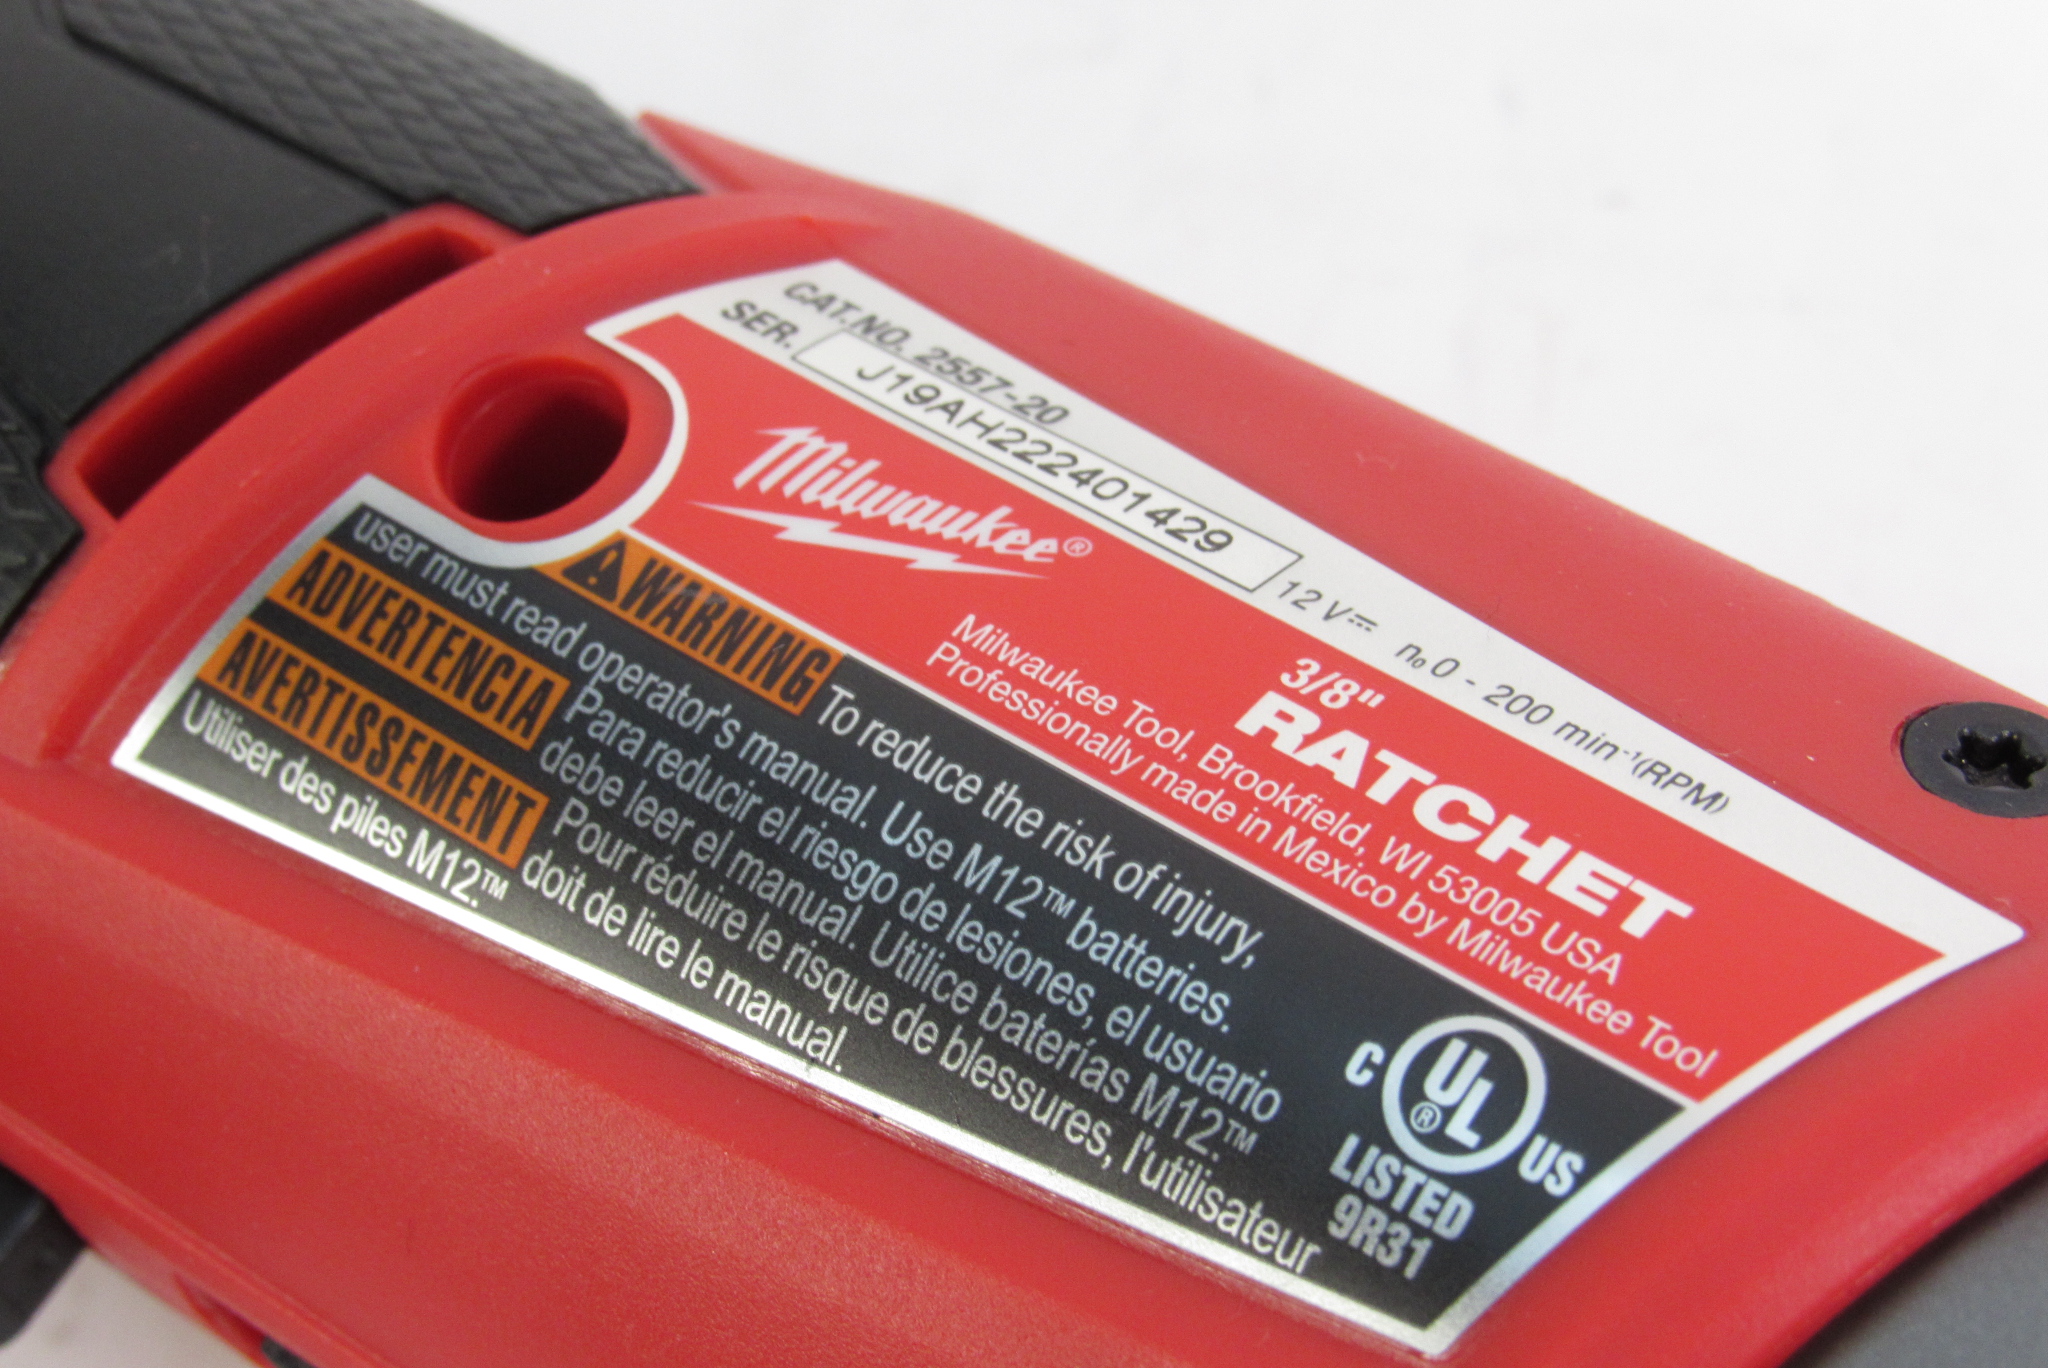 CAT.NO. 2557-20
SER. J19AH222401429 12 V⎓ n₀ 0 - 200 min⁻¹(RPM)
Milwaukee®
3/8"
RATCHET
Milwaukee Tool, Brookfield, WI 53005 USA
Professionally made in Mexico by Milwaukee Tool
⚠WARNING To reduce the risk of injury,
user must read operator's manual. Use M12™ batteries.
ADVERTENCIA Para reducir el riesgo de lesiones, el usuario
debe leer el manual. Utilice baterías M12.™
AVERTISSEMENT Pour réduire le risque de blessures, l'utilisateur
doit de lire le manual.
Utiliser des piles M12.™
C UL® US
LISTED
9R31